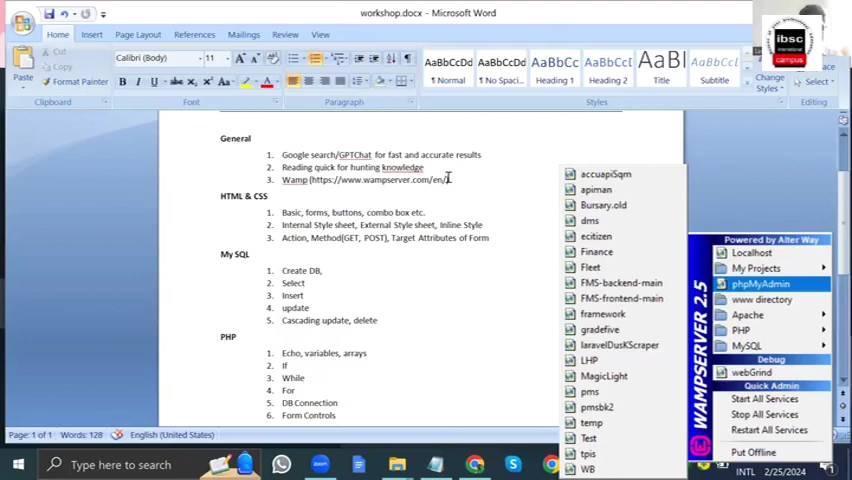 workshop.docx - Microsoft Word
Home
Insert
Page Layout
References
Mailings
Review
View
Cut
Copy
Format Painter
Paste
Clipboard
Calibri (Body)
11
Font
Paragraph
AaBbCcDd
AaBbCcDd
AaBbC
AaBbCc
AaBb
AaBbCcL
¶ Normal
¶ No Spaci...
Heading 1
Heading 2
Title
Subtitle
Change
Styles
Styles
Replace
Select
Editing
ibsc
international
campus
General
1. Google search/GPTChat for fast and accurate results
2. Reading quick for hunting knowledge
3. Wamp (https://www.wampserver.com/en/)
HTML & CSS
1. Basic, forms, buttons, combo box etc.
2. Internal Style sheet, External Style sheet, Inline Style
3. Action, Method(GET, POST), Target Attributes of Form
My SQL
1. Create DB,
2. Select
3. Insert
4. update
5. Cascading update, delete
PHP
1. Echo, variables, arrays
2. If
3. While
4. For
5. DB Connection
6. Form Controls
accuapiSqm
apiman
Bursary.old
dms
ecitizen
Finance
Fleet
FMS-backend-main
FMS-frontend-main
framework
gradefive
laravelDusKScraper
LHP
MagicLight
pms
pmsbk2
temp
Test
tpis
WB
WAMPSERVER 2.5
Powered by Alter Way
Localhost
My Projects
phpMyAdmin
www directory
Apache
PHP
MySQL
Debug
webGrind
Quick Admin
Start All Services
Stop All Services
Restart All Services
Put Offline
Page: 1 of 1
Words: 128
English (United States)
Type here to search
2/25/2024